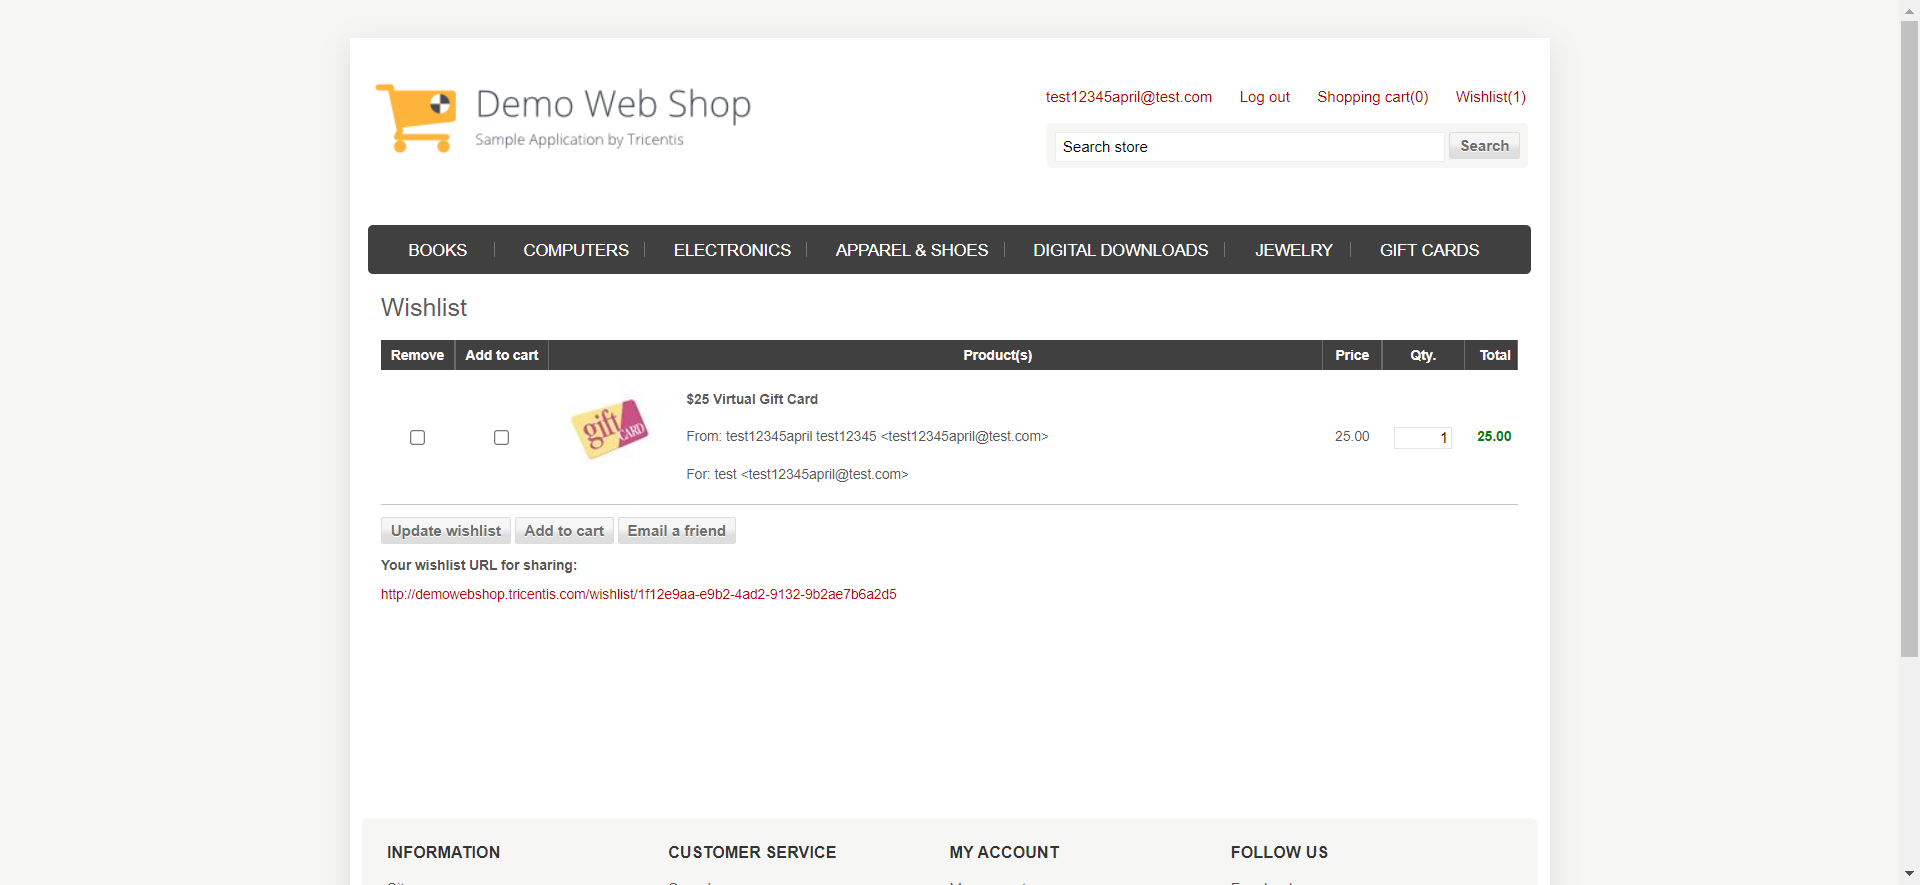 Demo Web Shop
Sample Application by Tricentis
test12345april@test.com Log out Shopping cart(0) Wishlist(1)
Search store Search
BOOKS COMPUTERS ELECTRONICS APPAREL & SHOES DIGITAL DOWNLOADS JEWELRY GIFT CARDS
Wishlist
Remove Add to cart Product(s) Price Qty. Total
gift CARD
$25 Virtual Gift Card
From: test12345april test12345 <test12345april@test.com> 25.00 1 25.00
For: test <test12345april@test.com>
Update wishlist Add to cart Email a friend
Your wishlist URL for sharing:
http://demowebshop.tricentis.com/wishlist/1f12e9aa-e9b2-4ad2-9132-9b2ae7b6a2d5
INFORMATION CUSTOMER SERVICE MY ACCOUNT FOLLOW US